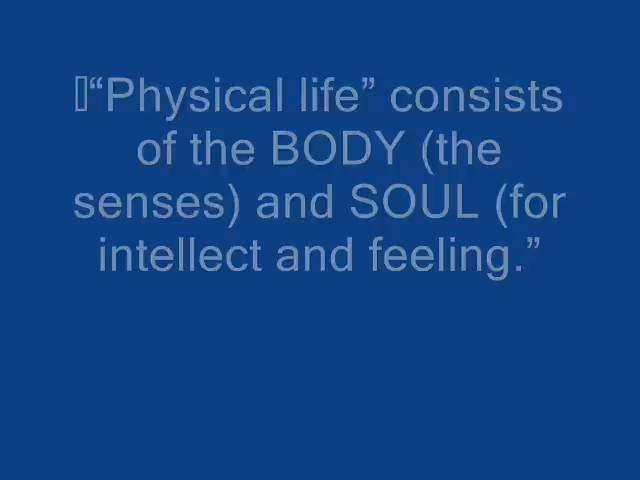 “Physical life” consists
of the BODY (the
senses) and SOUL (for
intellect and feeling.”